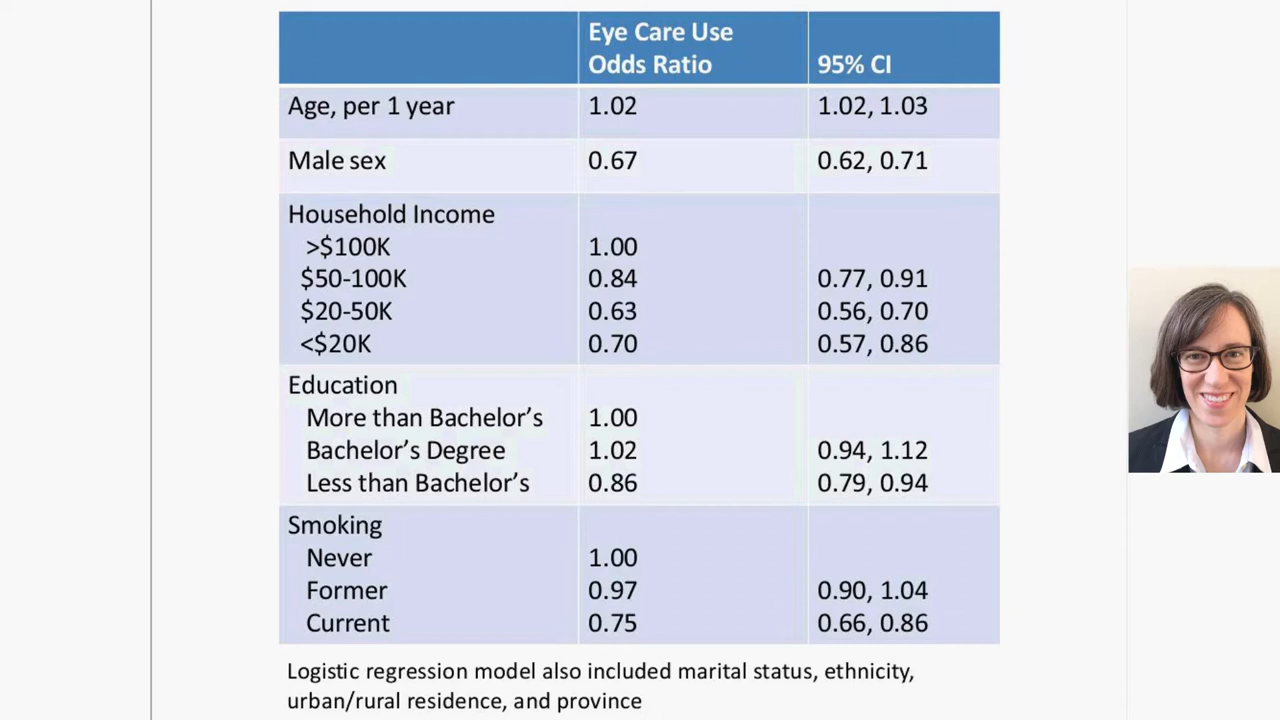 Eye Care Use
Odds Ratio
95% CI
Age, per 1 year 1.02 1.02, 1.03
Male sex 0.67 0.62, 0.71
Household Income
>$100K 1.00
$50-100K 0.84 0.77, 0.91
$20-50K 0.63 0.56, 0.70
<$20K 0.70 0.57, 0.86
Education
More than Bachelor’s 1.00
Bachelor’s Degree 1.02 0.94, 1.12
Less than Bachelor’s 0.86 0.79, 0.94
Smoking
Never 1.00
Former 0.97 0.90, 1.04
Current 0.75 0.66, 0.86
Logistic regression model also included marital status, ethnicity,
urban/rural residence, and province